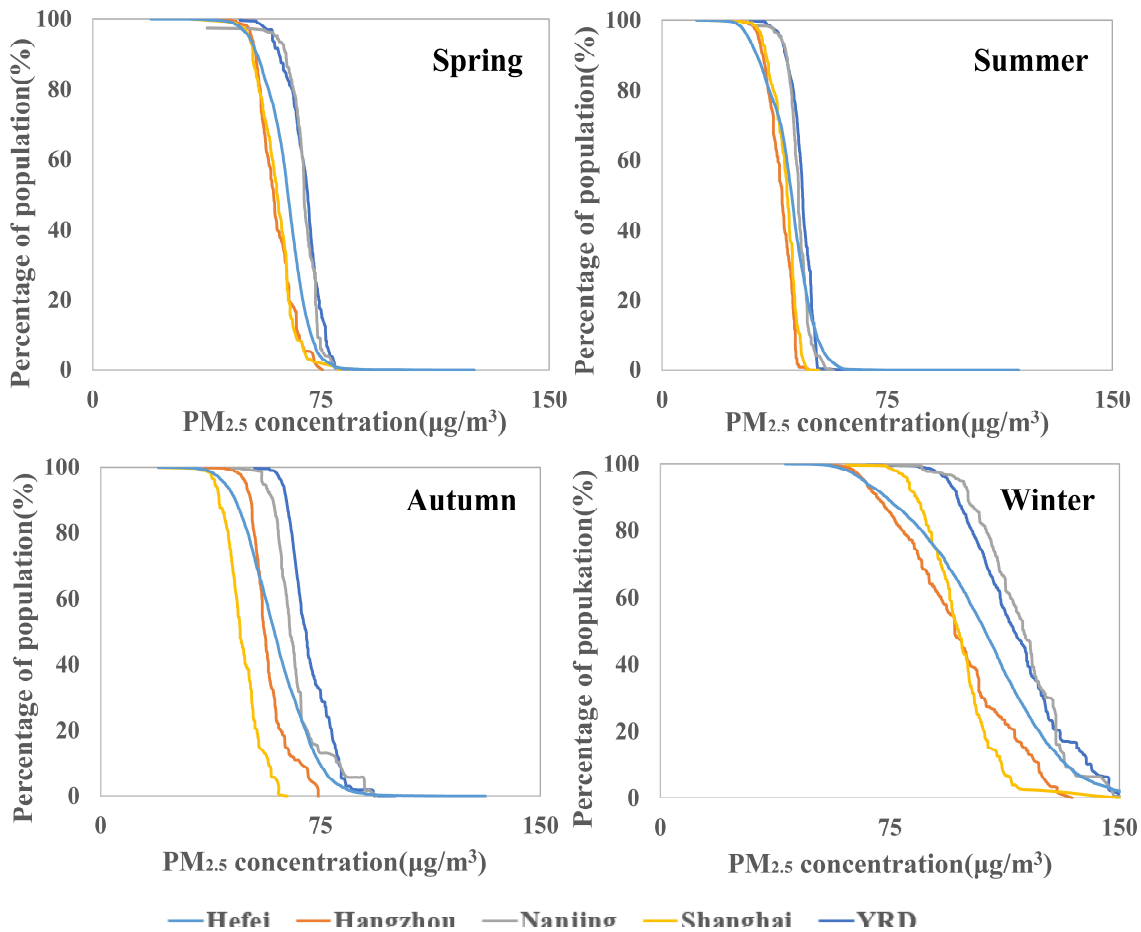 Spring
Percentage of population(%)
100
80
60
40
20
0
0 75 150
PM2.5 concentration(μg/m³)
Summer
Percentage of population(%)
100
80
60
40
20
0
0 75 150
PM2.5 concentration(μg/m³)
Autumn
Percentage of population(%)
100
80
60
40
20
0
0 75 150
PM2.5 concentration(μg/m³)
Winter
Percentage of popukation(%)
100
80
60
40
20
0
0 75 150
PM2.5 concentration(μg/m³)
Hefei Hangzhou Nanjing Shanghai YRD